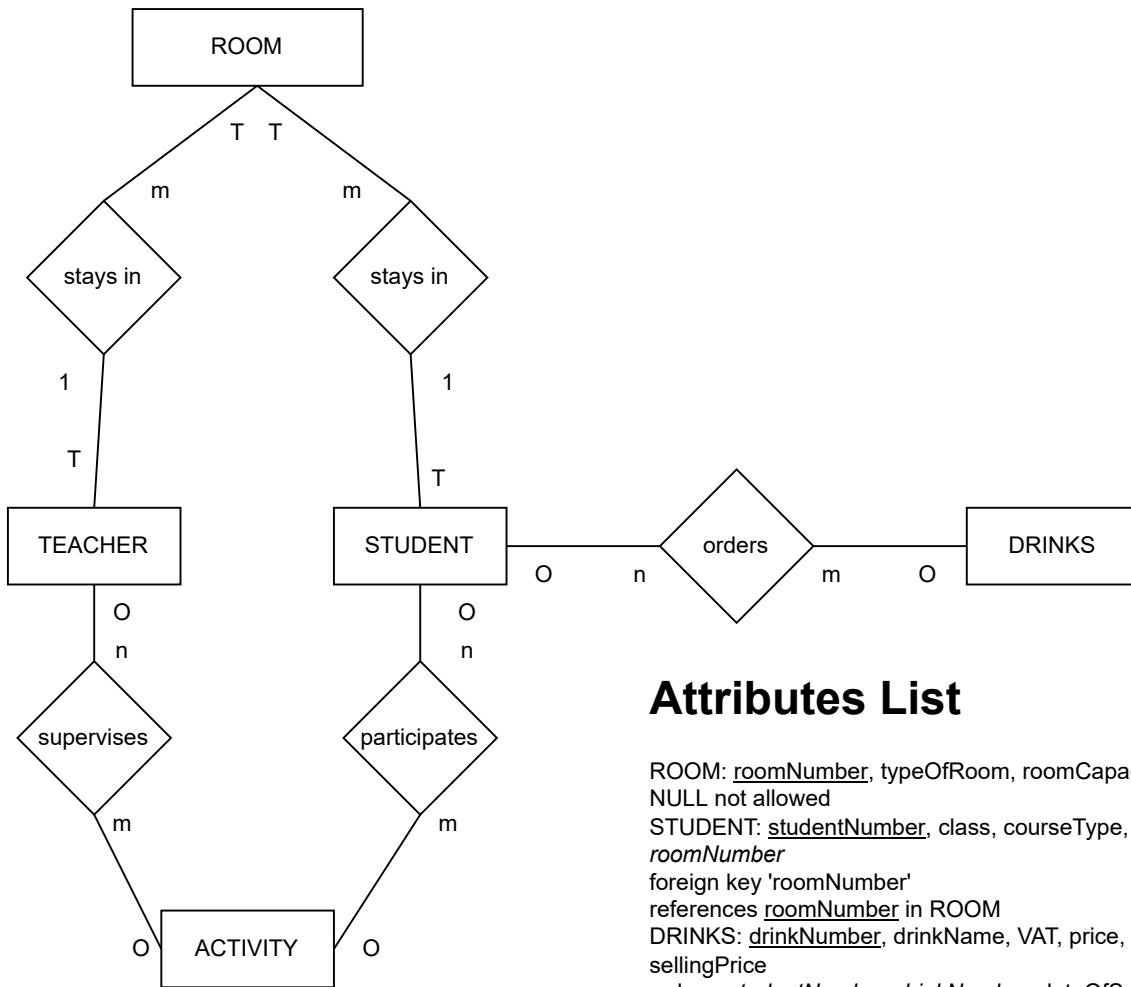 ROOM
T T
m m
stays in stays in
1 1
T
T
TEACHER STUDENT orders DRINKS
O n m O
O O
n n
supervises participates
m m
O ACTIVITY O
Attributes List
ROOM: roomNumber, typeOfRoom,
NULL not allowed
STUDENT: studentNumber, class, courseType,
roomNumber
foreign key 'roomNumber'
references roomNumber in ROOM
DRINKS: drinkNumber, drinkName, VAT, price,
sellingPrice